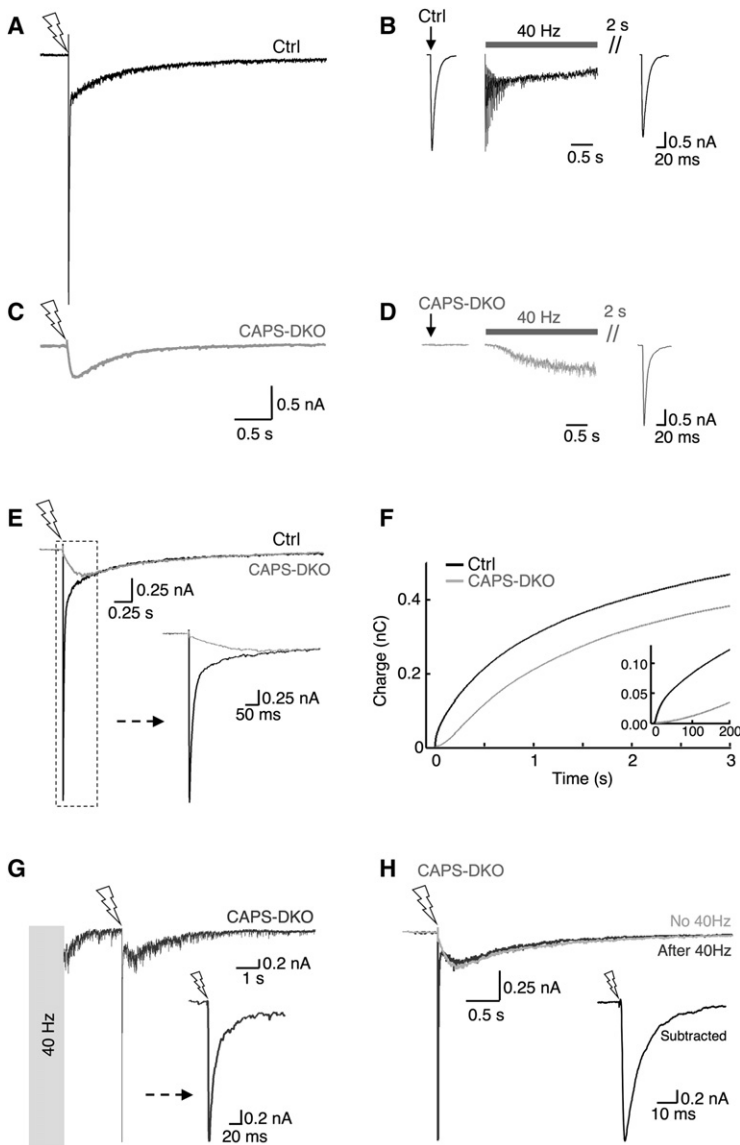 A
Ctrl
B
Ctrl
40 Hz
2 s
0.5 s
0.5 nA
20 ms
C
CAPS-DKO
0.5 nA
0.5 s
D
CAPS-DKO
40 Hz
2 s
0.5 s
0.5 nA
20 ms
E
Ctrl
CAPS-DKO
0.25 nA
0.25 s
0.25 nA
50 ms
F
Ctrl
CAPS-DKO
Charge (nC)
0.4
0.2
0
0.10
0.05
0.00
0 100 200
0 1 2 3
Time (s)
G
40 Hz
CAPS-DKO
0.2 nA
1 s
0.2 nA
20 ms
H
CAPS-DKO
No 40Hz
After 40Hz
0.25 nA
0.5 s
Subtracted
0.2 nA
10 ms